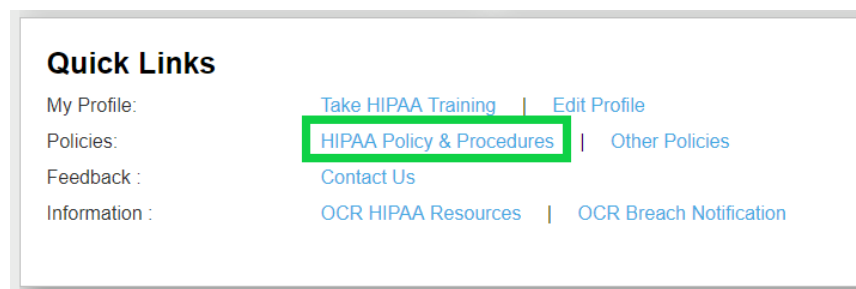 Quick Links
My Profile: Take HIPAA Training | Edit Profile
Policies: HIPAA Policy & Procedures | Other Policies
Feedback : Contact Us
Information : OCR HIPAA Resources | OCR Breach Notification